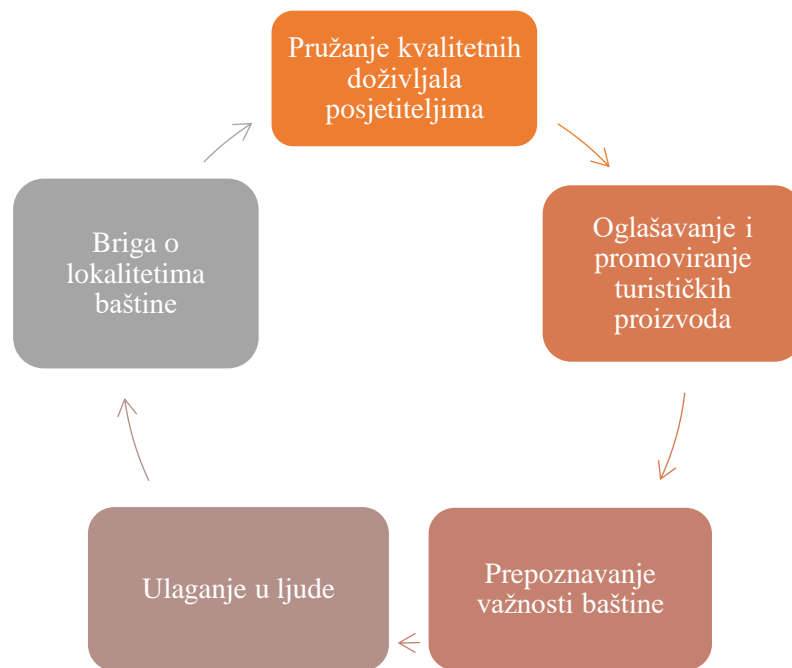 Pružanje kvalitetnih
doživljala
posjetiteljima
Oglašavanje i
promoviranje
turističkih
proizvoda
Prepoznavanje
važnosti baštine
Ulaganje u ljude
Briga o
lokalitetima
baštine